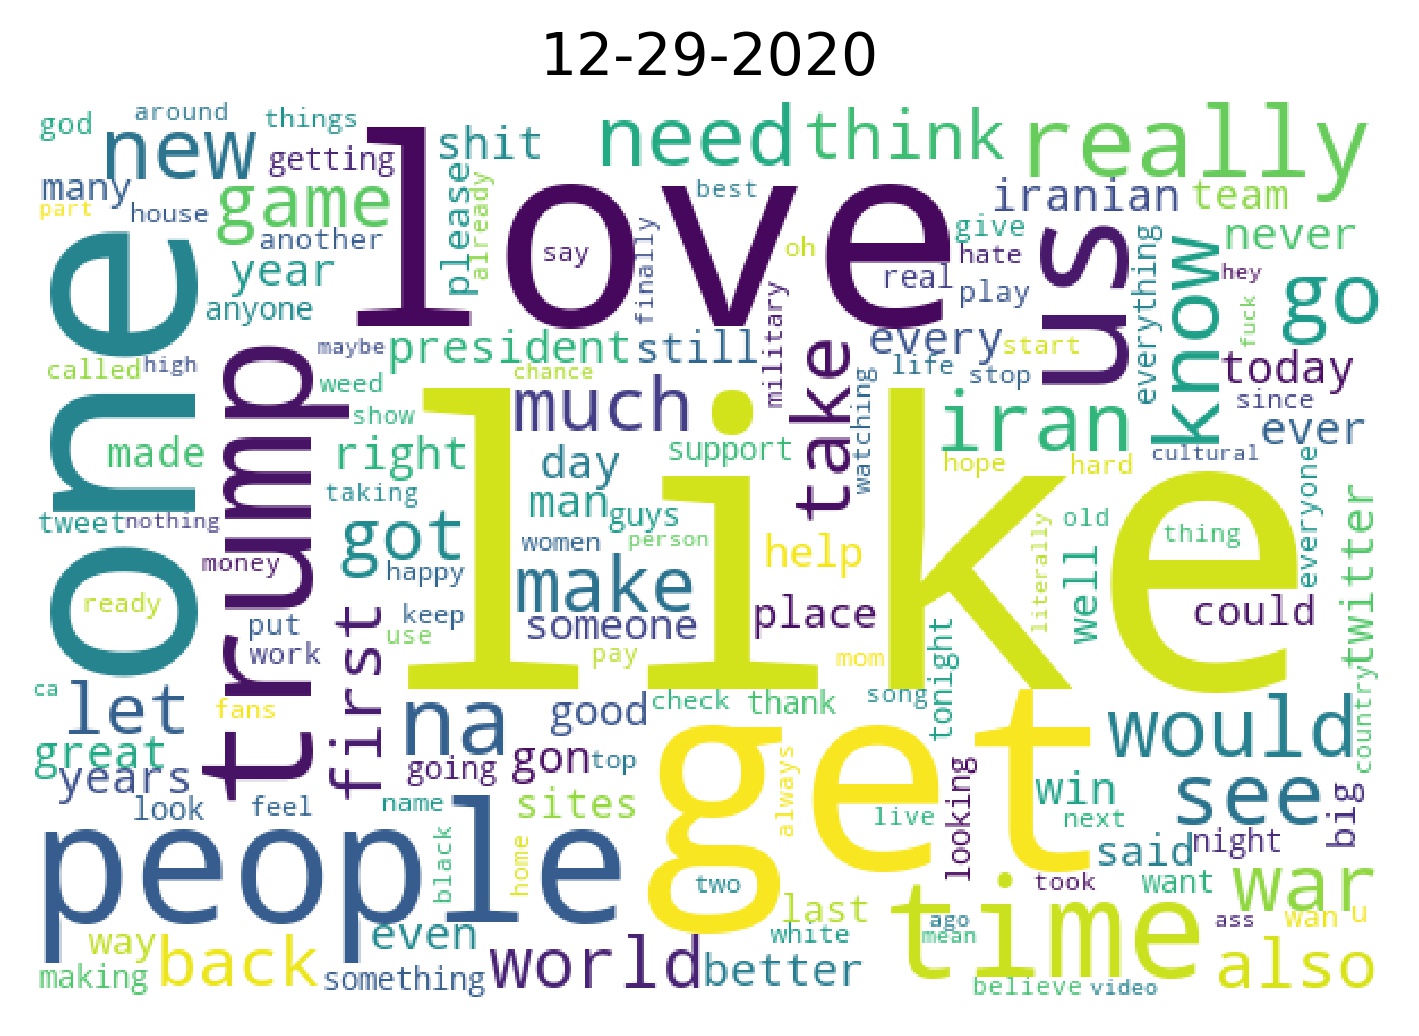 12-29-2020
god around things
new getting shit need think really
many love best iranian team
part house game please already
another say finally oh give hate us everything know never
year real play hey go
anyone military fuck
one called high maybe president still every start today
trump weed chance take life stop since
show much watching iran ever
made right day support hope hard cultural
taking like man guys everyone
tweet nothing got women person help old thing twitter
money happy make literally well
ready first keep someone place could
put use pay mom tonight
work
ca let fans na good check thank song would country
great get
years going gon top looking win see big
look feel name sites always live next
people black home said night
two took want war
way even last time ago ass wan u
back world white mean also
making something better believe video